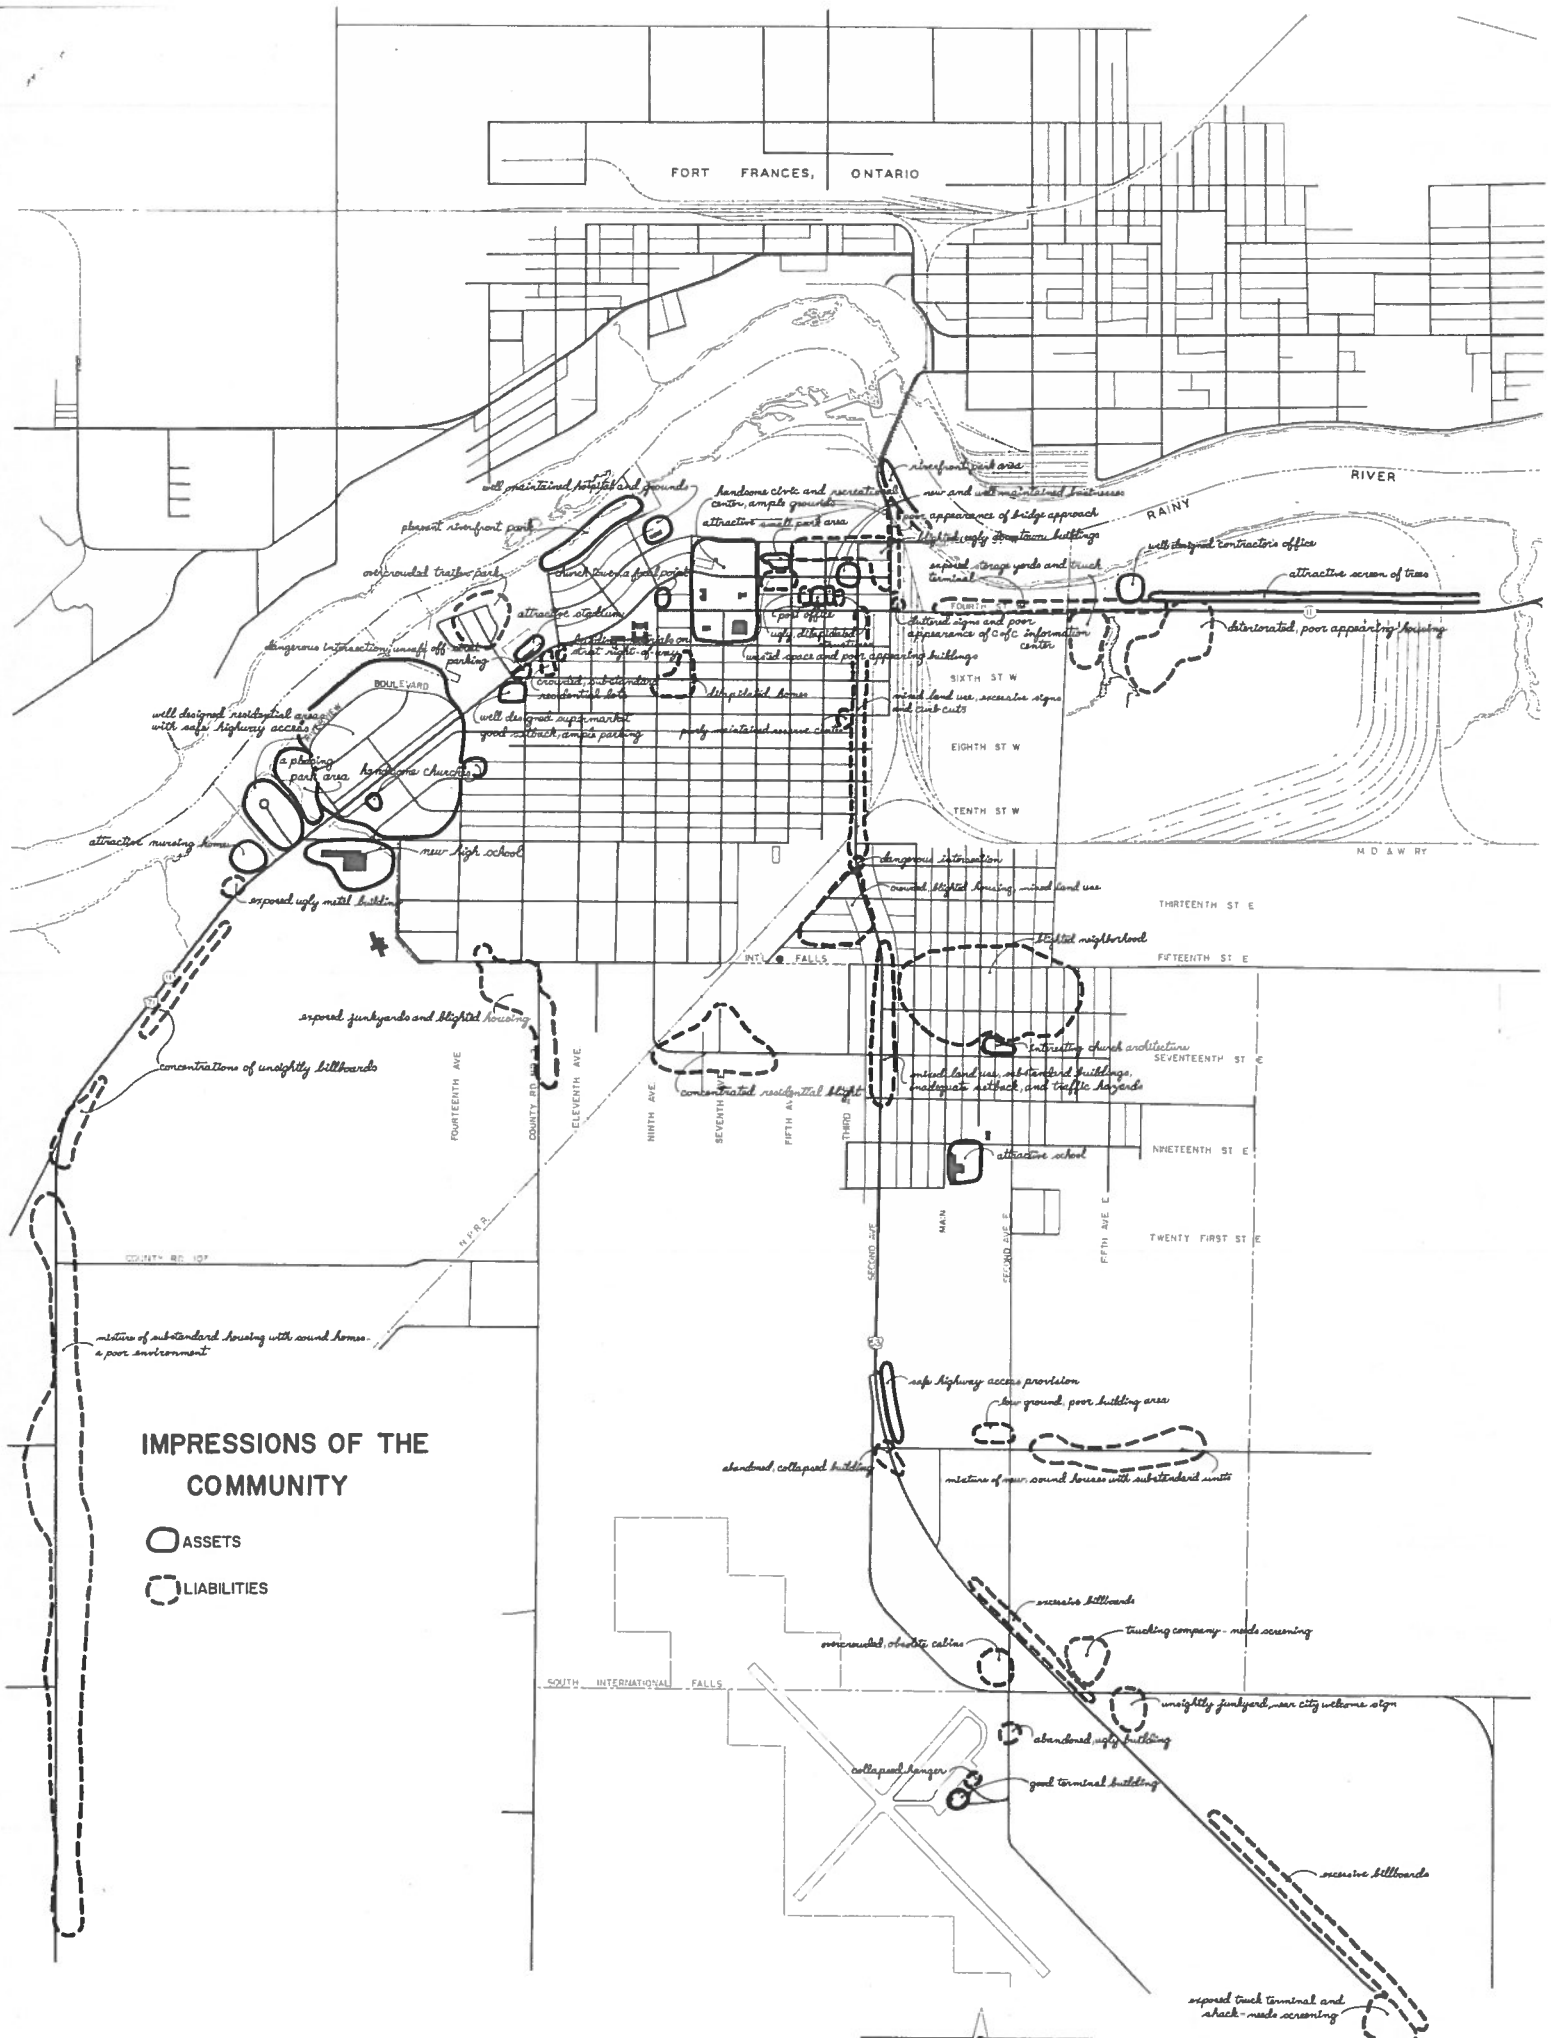 FORT FRANCES, ONTARIO
RIVER
RAINY
riverfront park area
well maintained hospital and grounds
handsome civic and recreational
center, ample grounds
new and well maintained businesses
pleasant riverfront park
attractive small park area
poor appearance of bridge approach
blighted, ugly downtown buildings
well designed contractor's office
exposed storage yards and truck
terminal
attractive screen of trees
overcrowded trailer park
church tower, a focal point
FOURTH ST
11
attractive stadium
post office
cluttered signs and poor
appearance of C of C information
center
deteriorated, poor appearing housing
ugly, dilapidated
structures
building materials on
street right-of-way
dangerous intersection, unsafe off-street
parking
wasted space and poor appearing buildings
SIXTH ST W
crowded, substandard
residential lots
dilapidated homes
BOULEVARD
mixed land use, excessive signs
and curb cuts
well designed residential area
with safe highway access
well designed supermarket
good setback, ample parking
poorly maintained reserve center
EIGHTH ST W
a pleasing
park area
handsome churches
TENTH ST W
attractive nursing home
new high school
M D & W RY
dangerous intersection
crowded, blighted housing, mixed land use
exposed ugly metal building
THIRTEENTH ST E
blighted neighborhood
INT'L FALLS
FIFTEENTH ST E
11
71
exposed junkyards and blighted housing
interesting church architecture
SEVENTEENTH ST E
concentrations of unsightly billboards
mixed land use, substandard buildings,
inadequate setback, and traffic hazards
concentrated residential blight
FOURTEENTH AVE
COUNTY RD
ELEVENTH AVE
NINTH AVE
SEVENTH AVE
FIFTH AVE
THIRD AVE
attractive school
NINETEENTH ST E
SECOND AVE
MAIN
SECOND AVE E
FIFTH AVE E
TWENTY FIRST ST E
N.P.R.R.
COUNTY RD 107
53
mixture of substandard housing with sound homes-
a poor environment
safe highway access provision
low ground, poor building area
abandoned, collapsed building
mixture of new, sound houses with substandard units
IMPRESSIONS OF THE
COMMUNITY
ASSETS
LIABILITIES
excessive billboards
trucking company - needs screening
overcrowded, obsolete cabins
SOUTH INTERNATIONAL FALLS
unsightly junkyard, near city welcome sign
abandoned, ugly building
collapsed hanger
good terminal building
excessive billboards
exposed truck terminal and
shack - needs screening